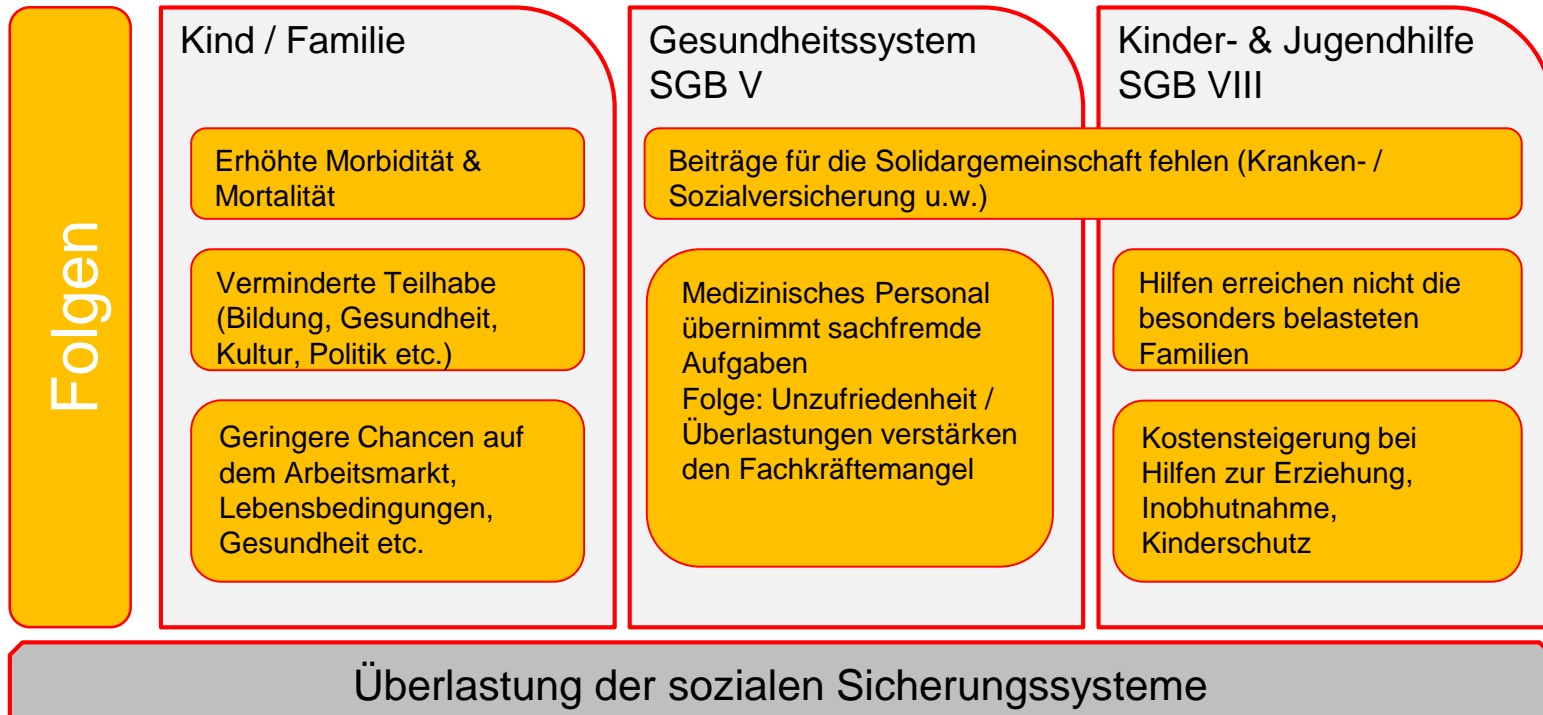 Folgen
Kind / Familie
Erhöhte Morbidität &
Mortalität
Verminderte Teilhabe
(Bildung, Gesundheit,
Kultur, Politik etc.)
Geringere Chancen auf
dem Arbeitsmarkt,
Lebensbedingungen,
Gesundheit etc.
Gesundheitssystem
SGB V
Kinder- & Jugendhilfe
SGB VIII
Beiträge für die Solidargemeinschaft fehlen (Kranken- /
Sozialversicherung u.w.)
Medizinisches Personal
übernimmt sachfremde
Aufgaben
Folge: Unzufriedenheit /
Überlastungen verstärken
den Fachkräftemangel
Hilfen erreichen nicht die
besonders belasteten
Familien
Kostensteigerung bei
Hilfen zur Erziehung,
Inobhutnahme,
Kinderschutz
Überlastung der sozialen Sicherungssysteme